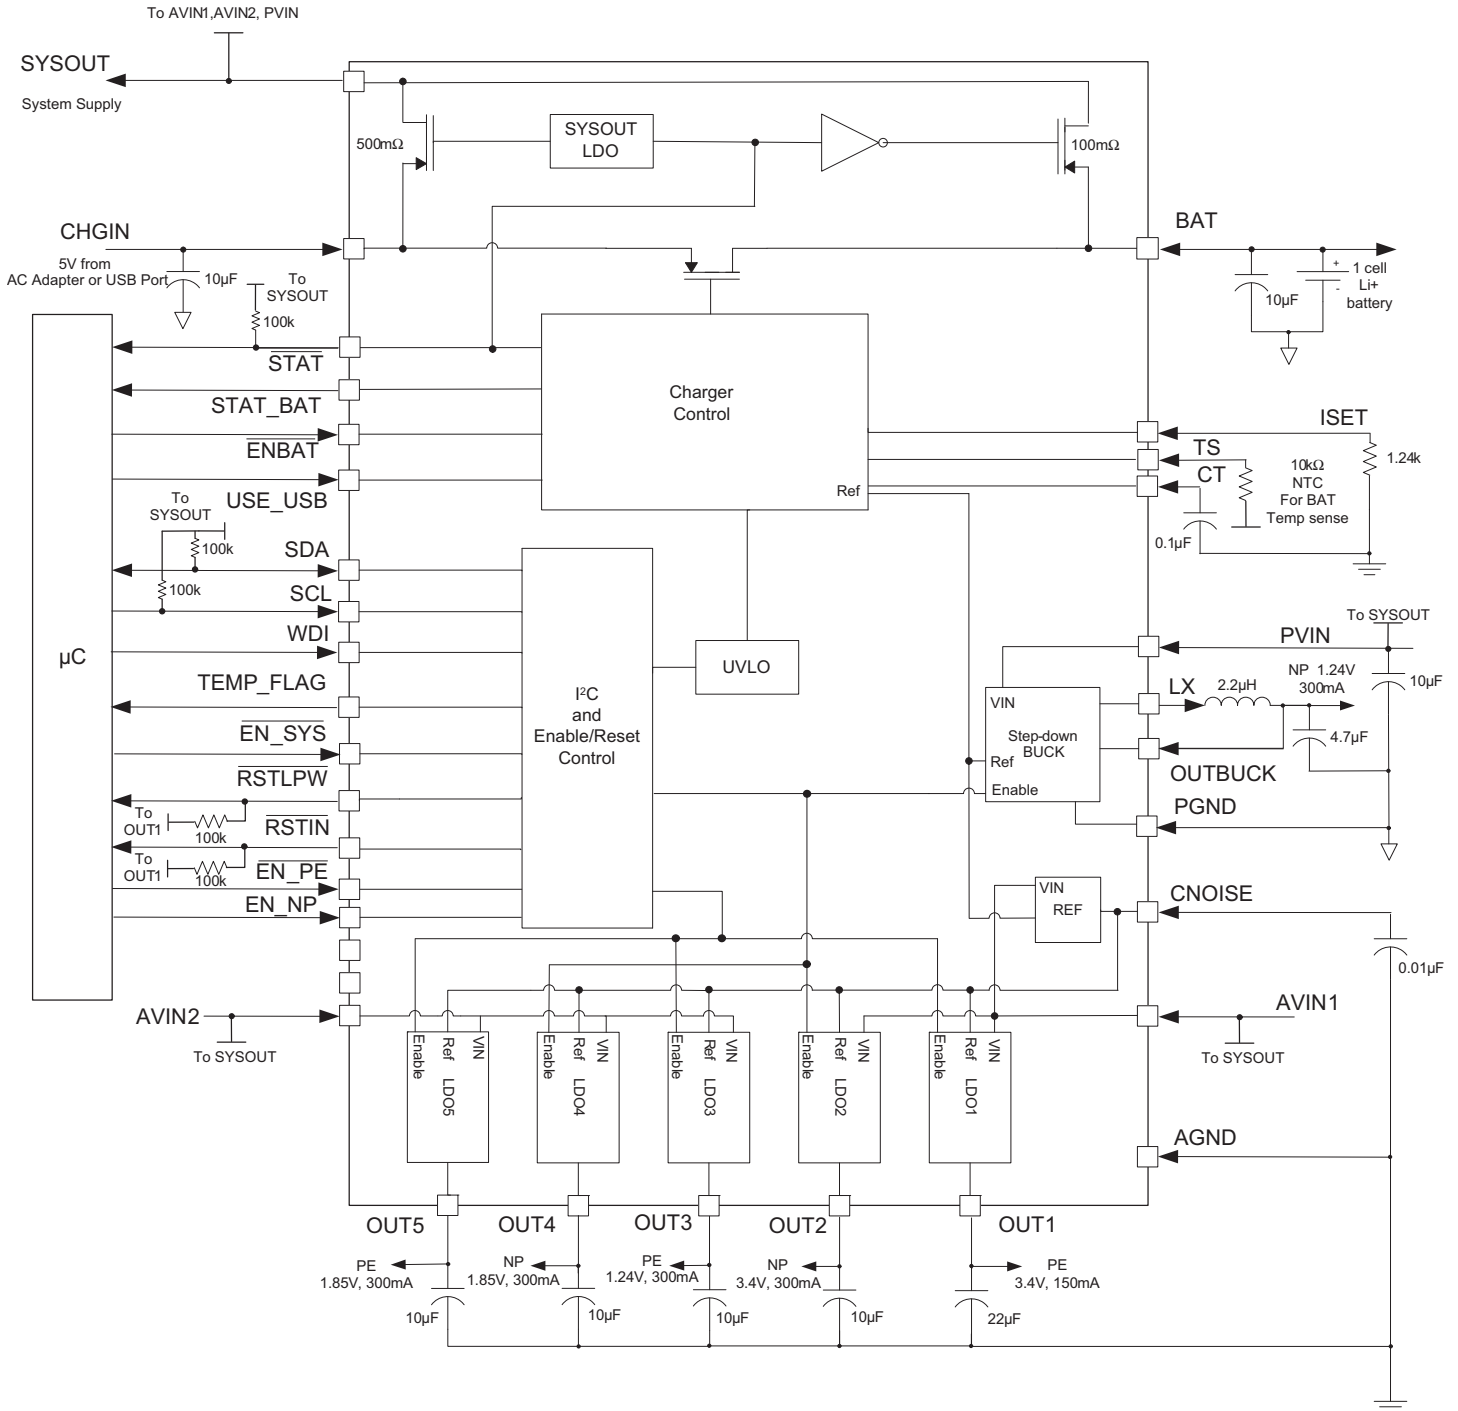 To AVIN1,AVIN2, PVIN
SYSOUT
System Supply
500mΩ
SYSOUT
LDO
100mΩ
CHGIN
5V from
AC Adapter or USB Port
10µF
To
SYSOUT
100k
BAT
10µF
+
-
1 cell
Li+
battery
STAT
STAT_BAT
ENBAT
USE_USB
Charger
Control
Ref
ISET
1.24k
TS
CT
10kΩ
NTC
For BAT
Temp sense
0.1µF
To
SYSOUT
100k
100k
SDA
SCL
WDI
TEMP_FLAG
EN_SYS
RSTLPW
To
OUT1
100k
RSTIN
To
OUT1
100k
EN_PE
EN_NP
µC
I²C
and
Enable/Reset
Control
UVLO
To SYSOUT
PVIN
LX
2.2µH
NP 1.24V
300mA
10µF
4.7µF
VIN
Step-down
BUCK
Ref
Enable
OUTBUCK
PGND
VIN
REF
CNOISE
0.01µF
AVIN2
To SYSOUT
AVIN1
To SYSOUT
Enable
Ref LDO5
VIN
Enable
Ref LDO4
VIN
Enable
Ref LDO3
VIN
Enable
Ref LDO2
VIN
Enable
Ref LDO1
VIN
AGND
OUT5
OUT4
OUT3
OUT2
OUT1
PE
1.85V, 300mA
NP
1.85V, 300mA
PE
1.24V, 300mA
NP
3.4V, 300mA
PE
3.4V, 150mA
10µF
10µF
10µF
10µF
22µF